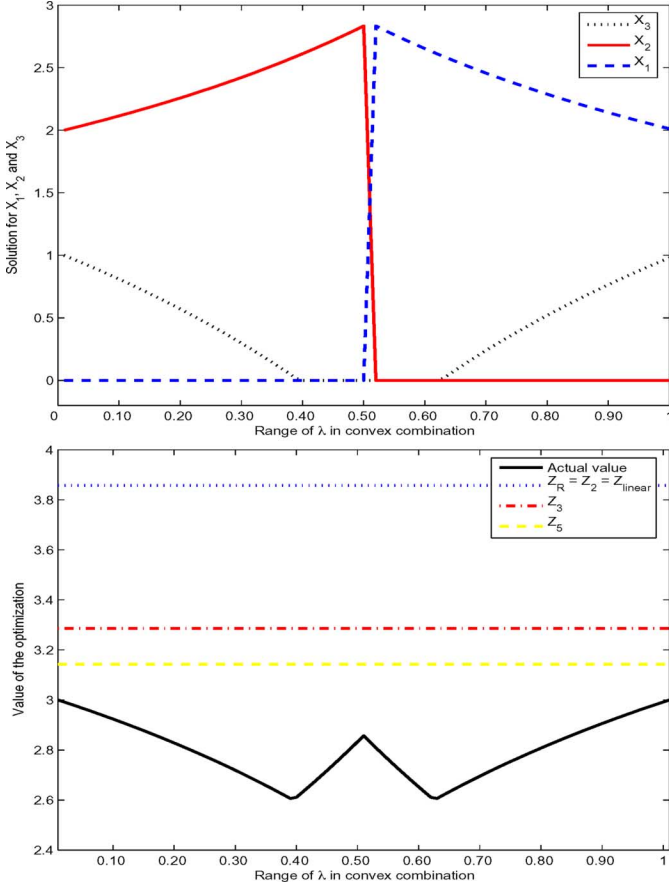 3
2.5
2
1.5
1
0.5
0
0 0.10 0.20 0.30 0.40 0.50 0.60 0.70 0.80 0.90 1
Solution for X1, X2 and X3
Range of λ in convex combination
X3
X2
X1
4
3.8
3.6
3.4
3.2
3
2.8
2.6
2.4
0.10 0.20 0.30 0.40 0.50 0.60 0.70 0.80 0.90 1
Value of the optimization
Range of λ in convex combination
Actual value
ZR = Z2 = Zlinear
Z3
Z5